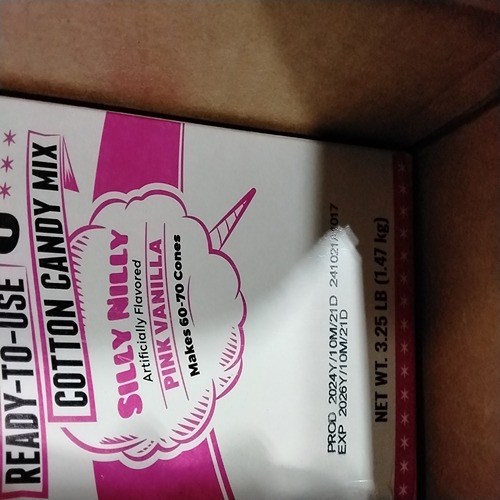 READY-TO-USE
COTTON CANDY MIX
SILLY NILLY
Artificially Flavored
PINK VANILLA
Makes 60-70 Cones
PROD 2024Y/10M/21D
EXP 2026Y/10M/21D
NET WT. 3.25 LB (1.47 kg)